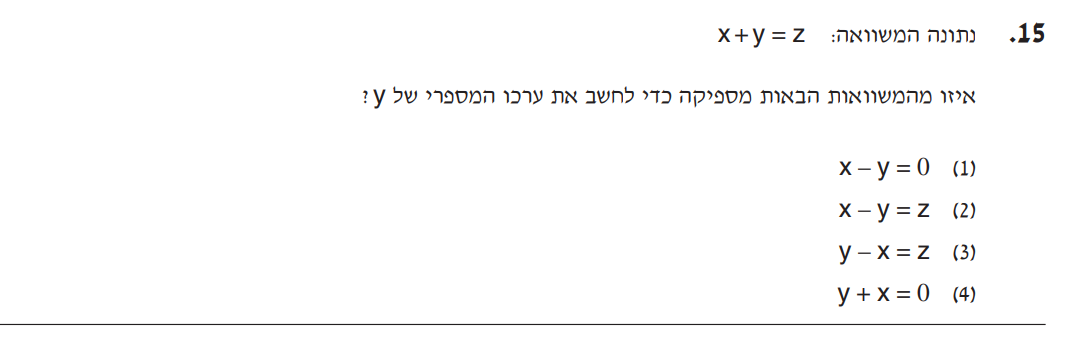 15. נתונה המשוואה: x+y = z
איזו מהמשוואות הבאות מספיקה כדי לחשב את ערכו המספרי של y?
(1) x – y = 0
(2) x – y = z
(3) y – x = z
(4) y + x = 0